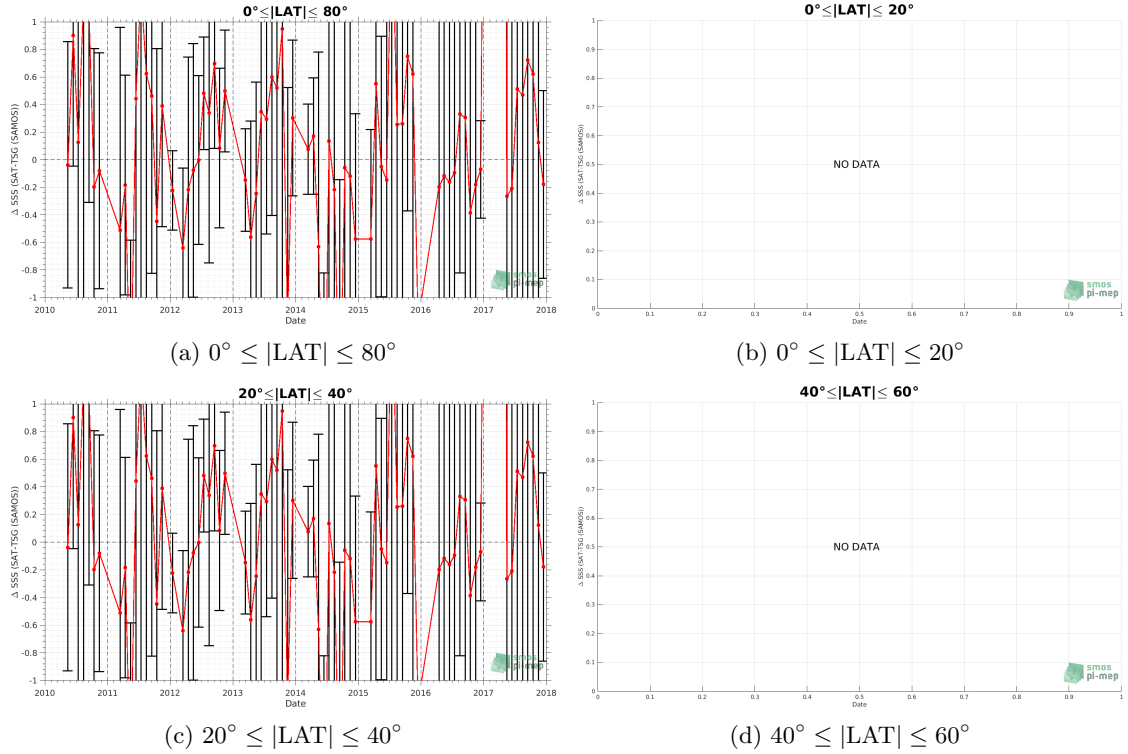 0°≤|LAT|≤ 80°
Δ SSS (SAT-TSG (SAMOS))
1
0.8
0.6
0.4
0.2
0
-0.2
-0.4
-0.6
-0.8
-1
2010 2011 2012 2013 2014 2015 2016 2017 2018
Date
smos
pi-mep
(a) 0° ≤ |LAT| ≤ 80°
0°≤|LAT|≤ 20°
Δ SSS (SAT-TSG (SAMOS))
1
0.9
0.8
0.7
0.6
0.5
0.4
0.3
0.2
0.1
0
NO DATA
0 0.1 0.2 0.3 0.4 0.5 0.6 0.7 0.8 0.9 1
Date
smos
pi-mep
(b) 0° ≤ |LAT| ≤ 20°
20°≤|LAT|≤ 40°
Δ SSS (SAT-TSG (SAMOS))
1
0.8
0.6
0.4
0.2
0
-0.2
-0.4
-0.6
-0.8
-1
2010 2011 2012 2013 2014 2015 2016 2017 2018
Date
smos
pi-mep
(c) 20° ≤ |LAT| ≤ 40°
40°≤|LAT|≤ 60°
Δ SSS (SAT-TSG (SAMOS))
1
0.9
0.8
0.7
0.6
0.5
0.4
0.3
0.2
0.1
0
NO DATA
0 0.1 0.2 0.3 0.4 0.5 0.6 0.7 0.8 0.9 1
Date
smos
pi-mep
(d) 40° ≤ |LAT| ≤ 60°